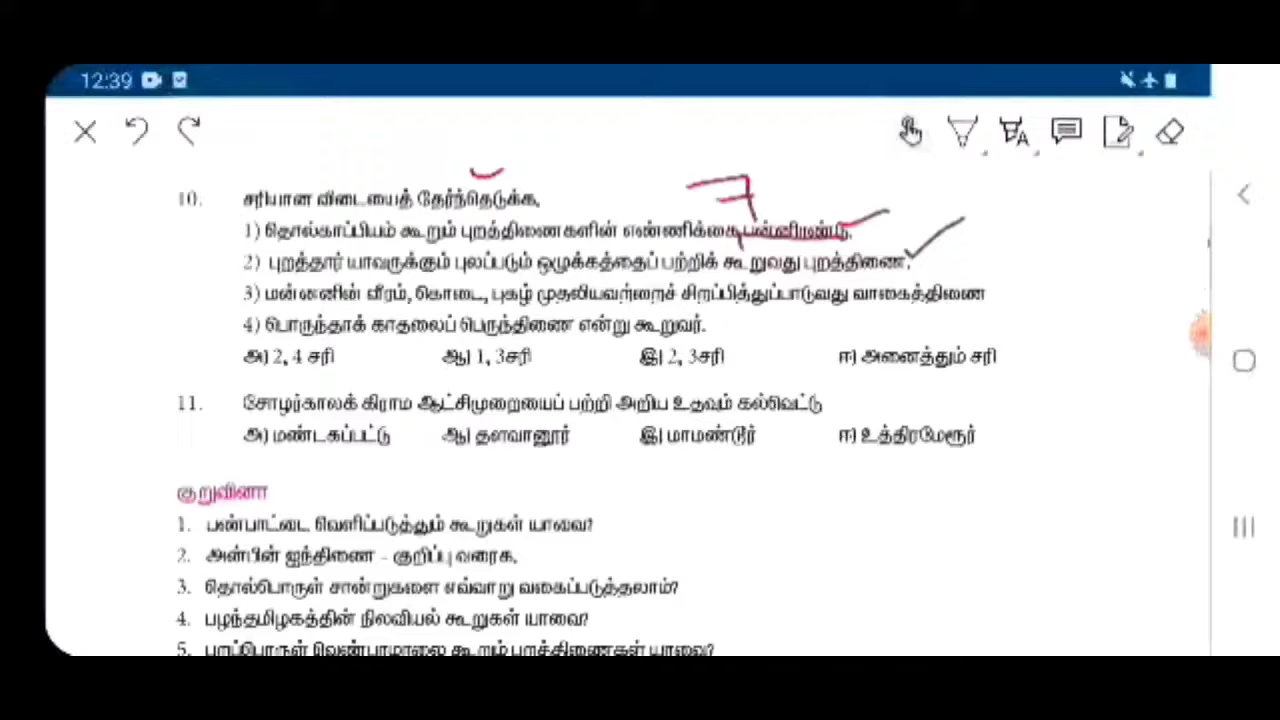 12:39
10. சரியான விடையைத் தேர்ந்தெடுக்க.
7
1) தொல்காப்பியம் கூறும் புறத்திணைகளின் எண்ணிக்கை பன்னிரண்டு.
2) புறத்தார் யாவருக்கும் புலப்படும் ஒழுக்கத்தைப் பற்றிக் கூறுவது புறத்திணை.
3) மன்னனின் வீரம், கொடை, புகழ் முதலியவற்றைச் சிறப்பித்துப்பாடுவது வாகைத்திணை
4) பொருந்தாக் காதலைப் பெருந்திணை என்று கூறுவர்.
அ) 2, 4 சரி ஆ) 1, 3சரி இ) 2, 3சரி ஈ) அனைத்தும் சரி
11. சோழர்காலக் கிராம ஆட்சிமுறையைப் பற்றி அறிய உதவும் கல்வெட்டு
அ) மண்டகப்பட்டு ஆ) தளவானூர் இ) மாமண்டூர் ஈ) உத்திரமேரூர்
குறுவினா
1. பண்பாட்டை வெளிப்படுத்தும் கூறுகள் யாவை?
2. அன்பின் ஐந்திணை - குறிப்பு வரைக.
3. தொல்பொருள் சான்றுகளை எவ்வாறு வகைப்படுத்தலாம்?
4. பழந்தமிழகத்தின் நிலவியல் கூறுகள் யாவை?
5. புறப்பொருள் வெண்பாமாலை கூறும் புறத்திணைகள் யாவை?